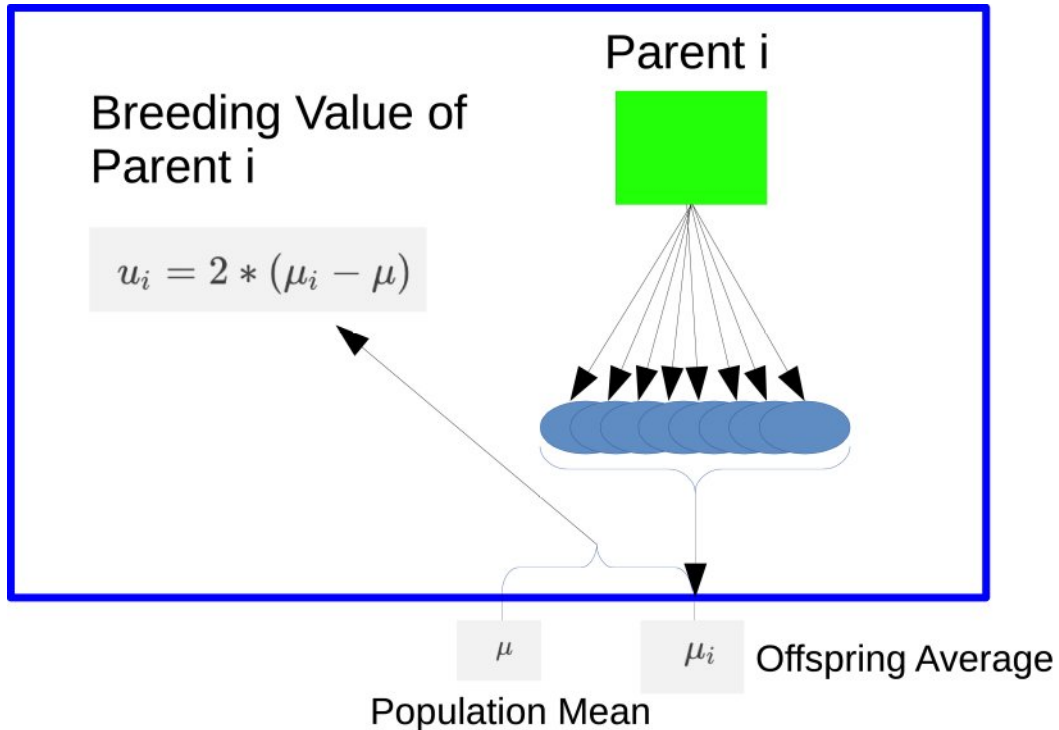 Parent i
Breeding Value of
Parent i
u_i = 2 * (μ_i − μ)
μ
μ_i
Offspring Average
Population Mean